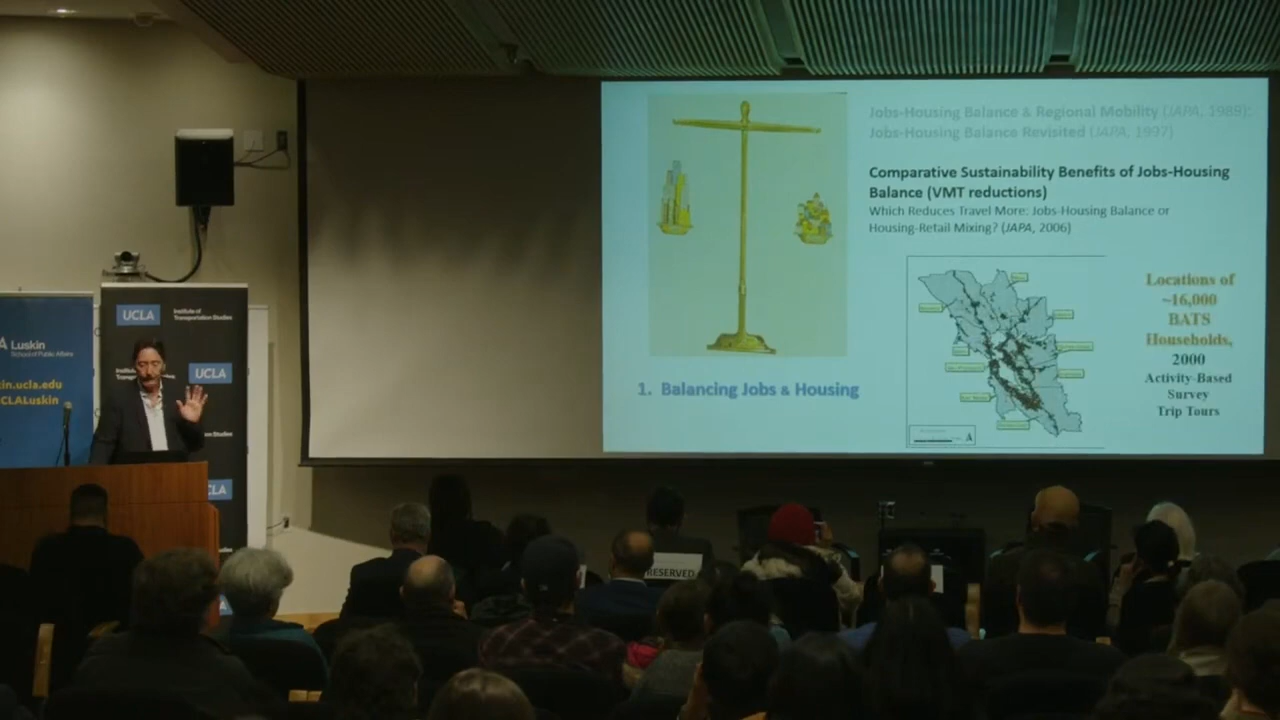 Jobs-Housing Balance & Regional Mobility (JAPA, 1989);
Jobs-Housing Balance Revisited (JAPA, 1997)
Comparative Sustainability Benefits of Jobs-Housing
Balance (VMT reductions)
Which Reduces Travel More: Jobs-Housing Balance or
Housing-Retail Mixing? (JAPA, 2006)
Locations of
~16,000
BATS
Households,
2000
Activity-Based
Survey
Trip Tours
1. Balancing Jobs & Housing
A Luskin
School of Public Affairs
kin.ucla.edu
CLALuskin
UCLA
Institute of
Transportation Studies
UCLA
CLA
RESERVED